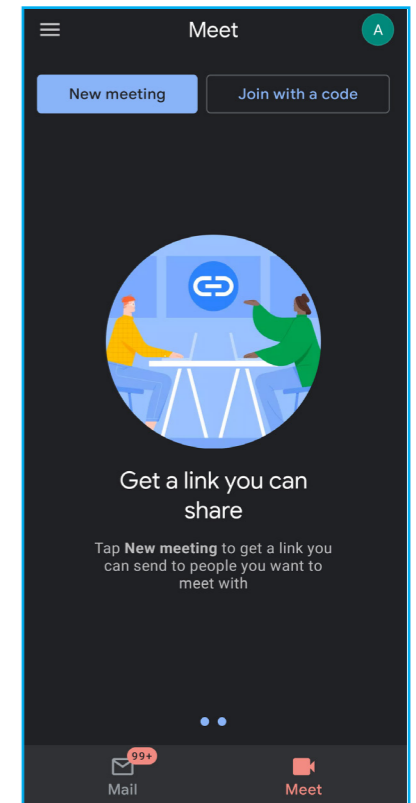 Meet
A
New meeting
Join with a code
Get a link you can
share
Tap New meeting to get a link you
can send to people you want to
meet with
99+
Mail
Meet